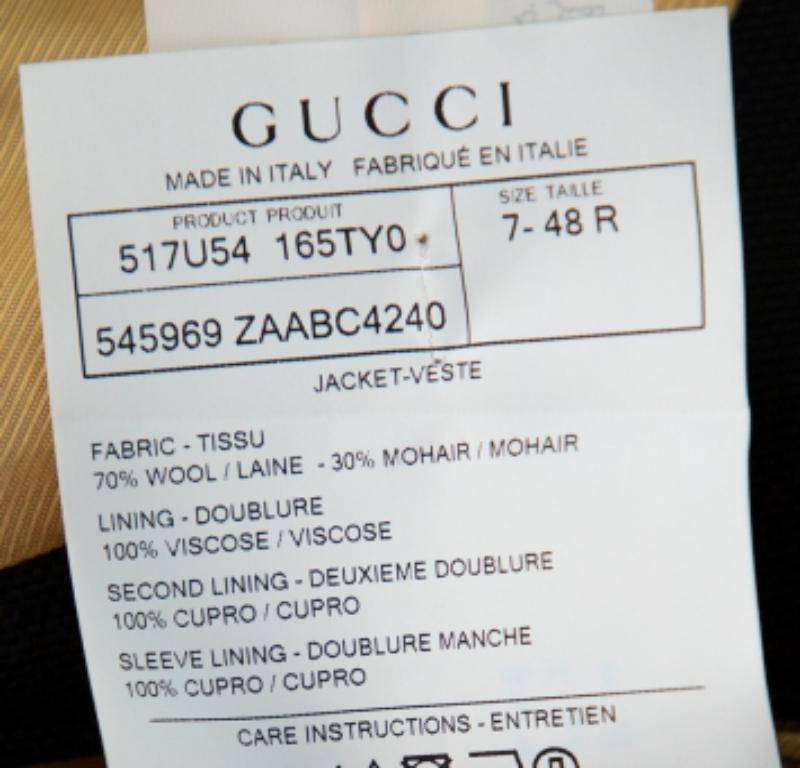 GUCCI
MADE IN ITALY FABRIQUÉ EN ITALIE
PRODUCT PRODUIT
517U54 165TY0
SIZE TAILLE
7- 48 R
545969 ZAABC4240
JACKET-VESTE
FABRIC - TISSU
70% WOOL / LAINE - 30% MOHAIR / MOHAIR
LINING - DOUBLURE
100% VISCOSE / VISCOSE
SECOND LINING - DEUXIEME DOUBLURE
100% CUPRO / CUPRO
SLEEVE LINING - DOUBLURE MANCHE
100% CUPRO / CUPRO
CARE INSTRUCTIONS - ENTRETIEN